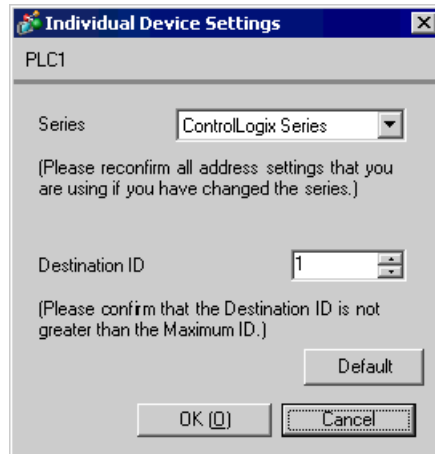 Individual Device Settings
PLC1
Series ControlLogix Series
(Please reconfirm all address settings that you
are using if you have changed the series.)
Destination ID 1
(Please confirm that the Destination ID is not
greater than the Maximum ID.)
Default
OK (O) Cancel